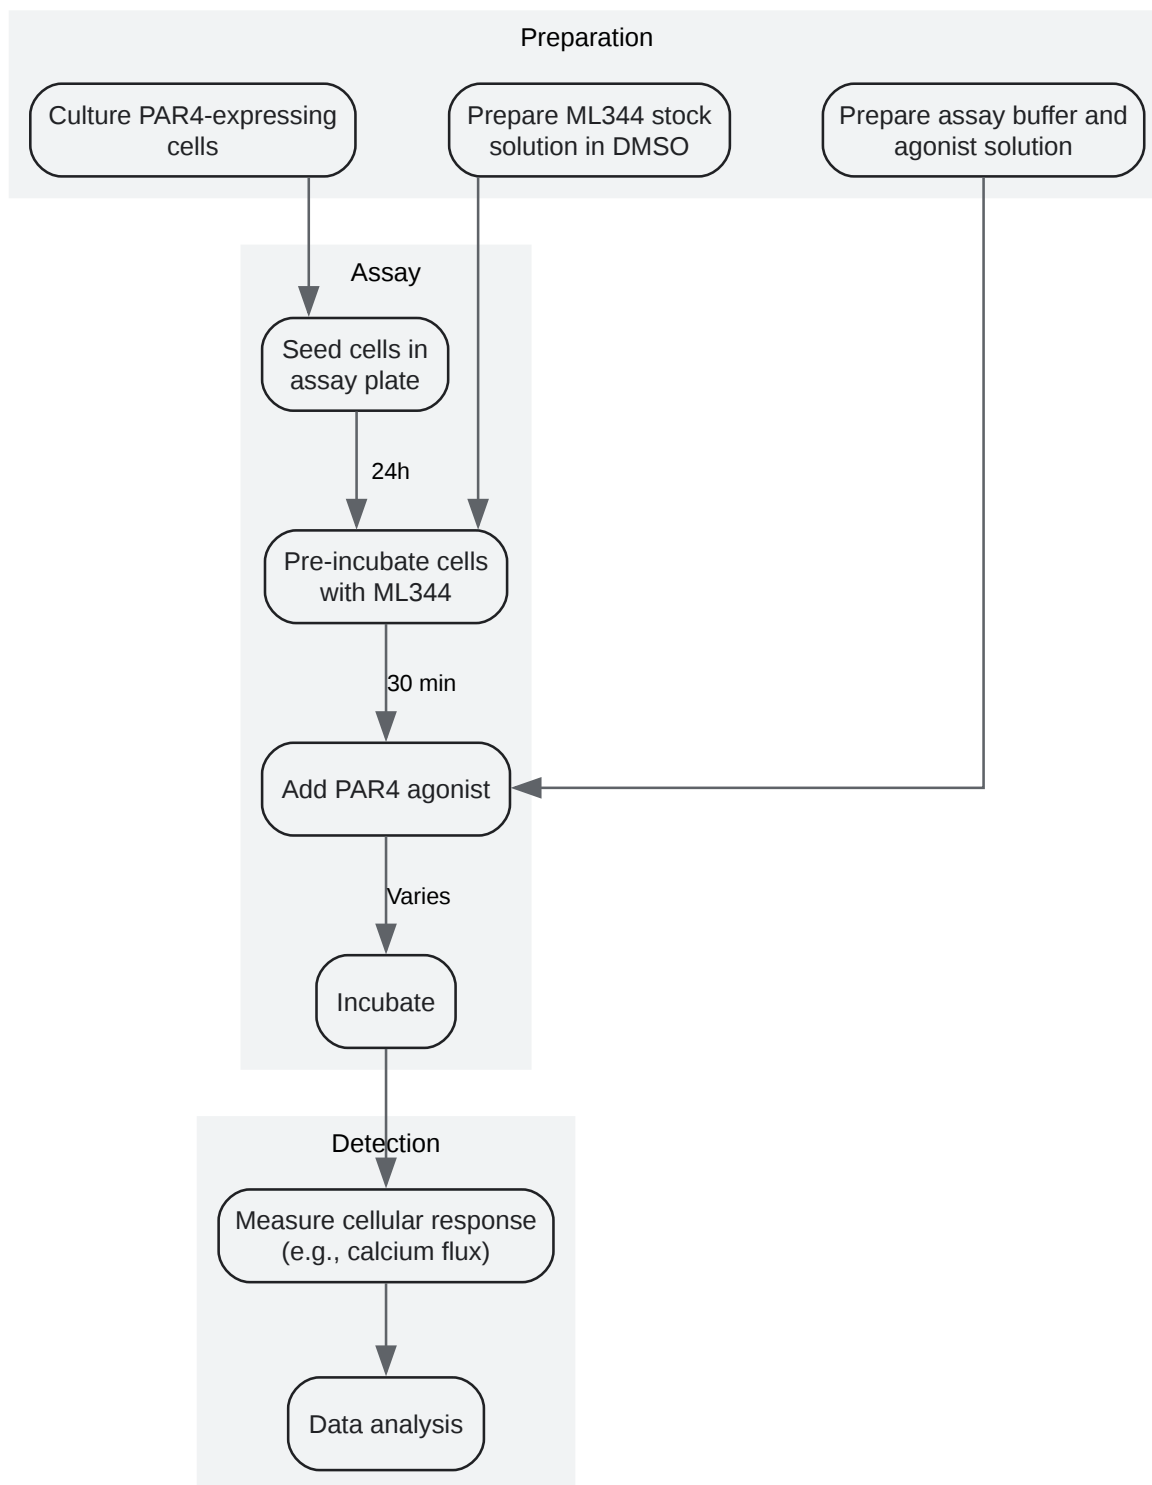 Preparation
Culture PAR4-expressing
cells
Prepare ML344 stock
solution in DMSO
Prepare assay buffer and
agonist solution
Assay
Seed cells in
assay plate
24h
Pre-incubate cells
with ML344
30 min
Add PAR4 agonist
Varies
Incubate
Detection
Measure cellular response
(e.g., calcium flux)
Data analysis